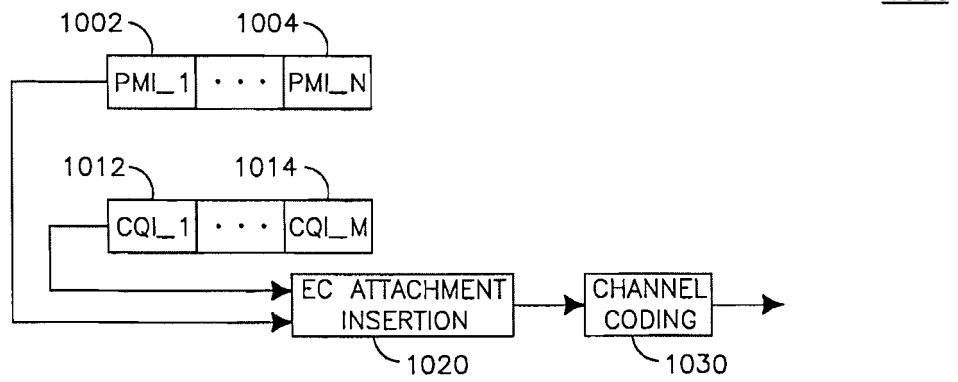 1002 1004
PMI_1 · · · PMI_N
1012 1014
CQI_1 · · · CQI_M
EC ATTACHMENT
INSERTION
CHANNEL
CODING
1020 1030